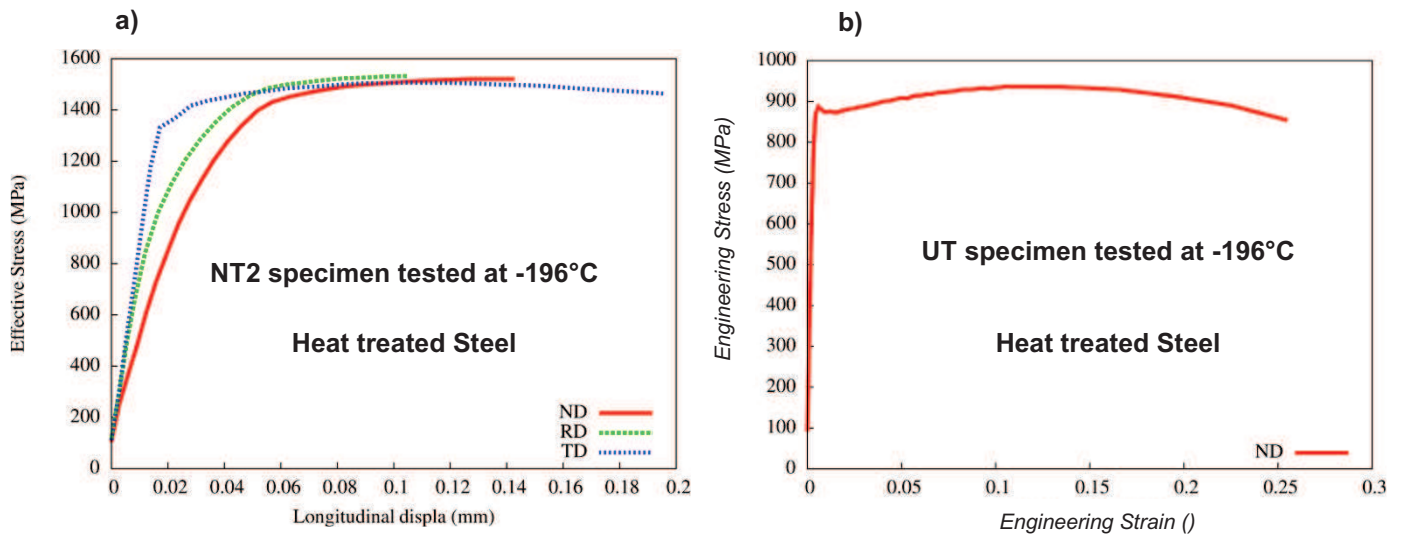 a)
1600
1400
1200
1000
800
600
400
200
0
Effective Stress (MPa)
NT2 specimen tested at -196°C
Heat treated Steel
ND
RD
TD
0 0.02 0.04 0.06 0.08 0.1 0.12 0.14 0.16 0.18 0.2
Longitudinal displa (mm)
b)
1000
900
800
700
600
500
400
300
200
100
0
Engineering Stress (MPa)
UT specimen tested at -196°C
Heat treated Steel
ND
0 0.05 0.1 0.15 0.2 0.25 0.3
Engineering Strain ()